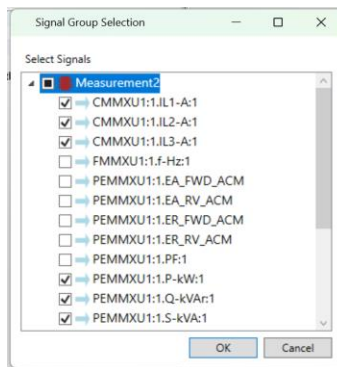 Signal Group Selection
Select Signals
Measurement2
CMMXU1:1.IL1-A:1
CMMXU1:1.IL2-A:1
CMMXU1:1.IL3-A:1
FMMXU1:1.f-Hz:1
PEMMXU1:1.EA_FWD_ACM
PEMMXU1:1.EA_RV_ACM
PEMMXU1:1.ER_FWD_ACM
PEMMXU1:1.ER_RV_ACM
PEMMXU1:1.PF:1
PEMMXU1:1.P-kW:1
PEMMXU1:1.Q-kVAr:1
PEMMXU1:1.S-kVA:1
OK Cancel